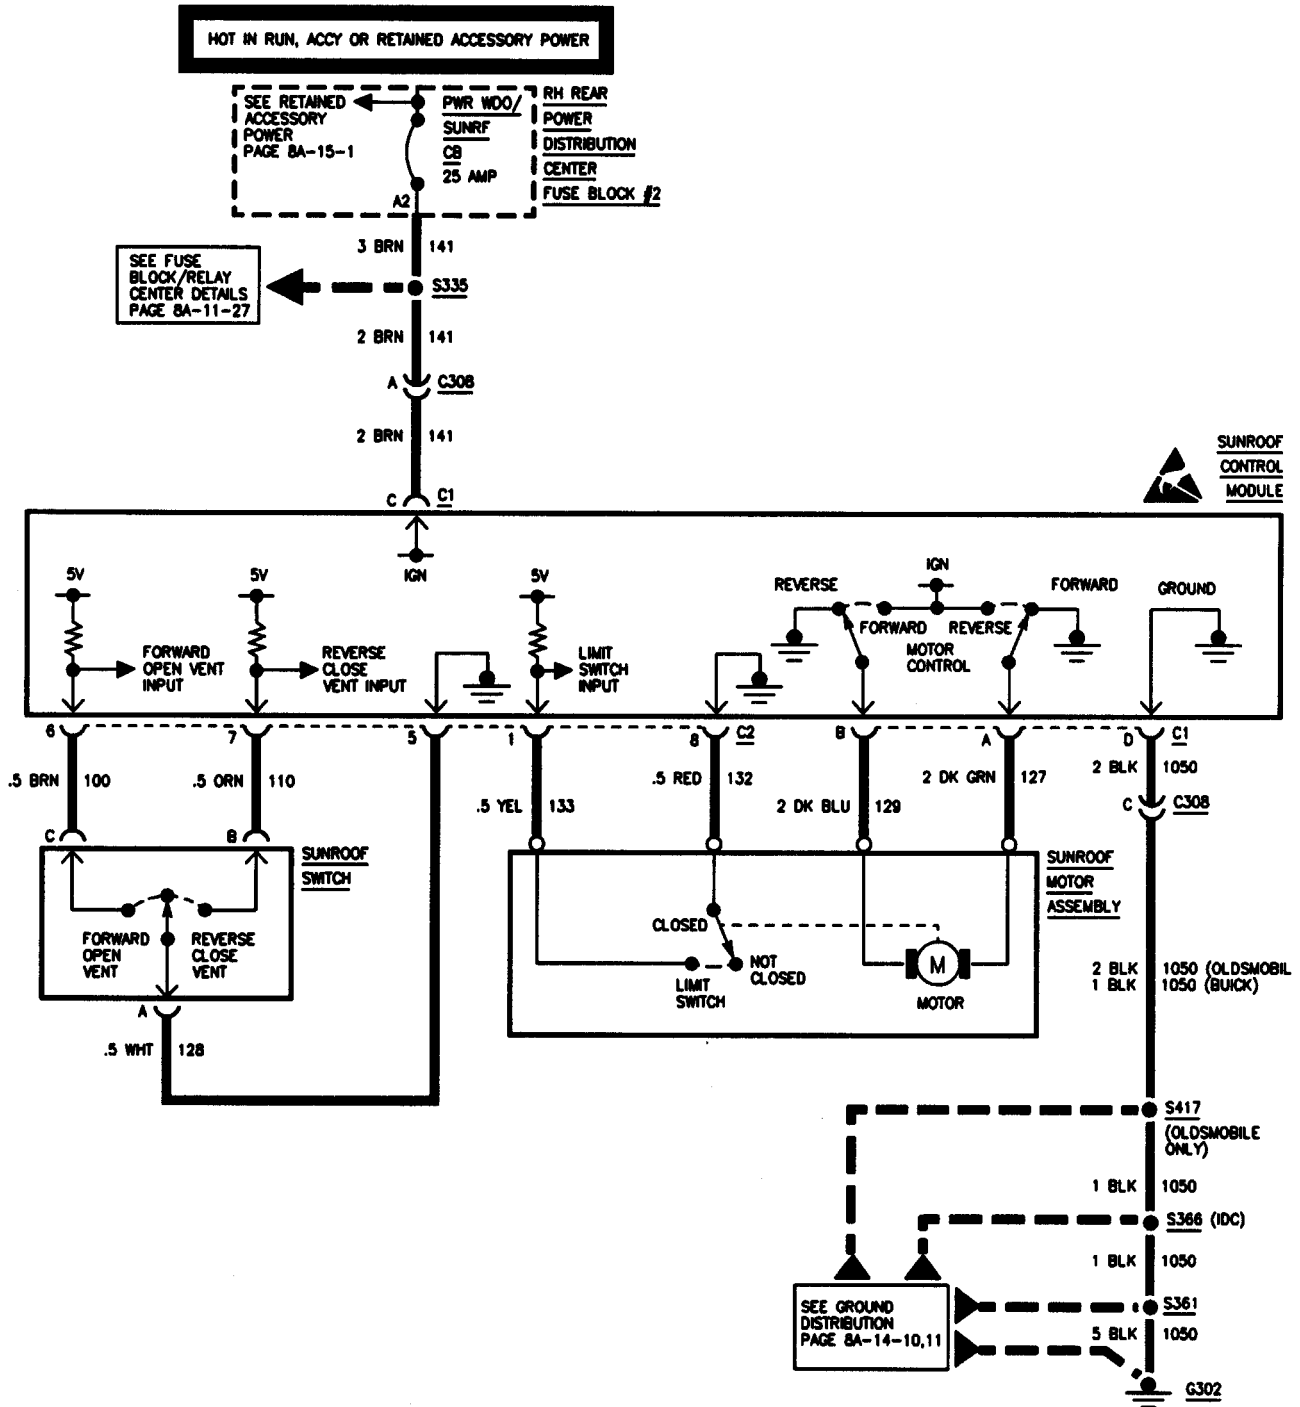 HOT IN RUN, ACCY OR RETAINED ACCESSORY POWER
SEE RETAINED
ACCESSORY
POWER
PAGE 8A-15-1
PWR WDO/
SUNRF
CB
25 AMP
RH REAR
POWER
DISTRIBUTION
CENTER
FUSE BLOCK #2
A2
3 BRN 141
SEE FUSE
BLOCK/RELAY
CENTER DETAILS
PAGE 8A-11-27
S335
2 BRN 141
A C308
2 BRN 141
C C1
SUNROOF
CONTROL
MODULE
IGN
5V
5V
5V
FORWARD
OPEN VENT
INPUT
REVERSE
CLOSE
VENT INPUT
LIMIT
SWITCH
INPUT
REVERSE
IGN
FORWARD
FORWARD
REVERSE
MOTOR
CONTROL
GROUND
6
7
5
1
8
C2
B
A
D
C1
.5 BRN 100
.5 ORN 110
.5 YEL 133
.5 RED 132
2 DK BLU 129
2 DK GRN 127
2 BLK 1050
C C308
C
B
SUNROOF
SWITCH
FORWARD
OPEN
VENT
REVERSE
CLOSE
VENT
A
.5 WHT 128
SUNROOF
MOTOR
ASSEMBLY
CLOSED
NOT
CLOSED
LIMIT
SWITCH
M
MOTOR
2 BLK 1050 (OLDSMOBIL
1 BLK 1050 (BUICK)
S417
(OLDSMOBILE
ONLY)
1 BLK 1050
S366 (IDC)
1 BLK 1050
SEE GROUND
DISTRIBUTION
PAGE 8A-14-10,11
S361
5 BLK 1050
G302